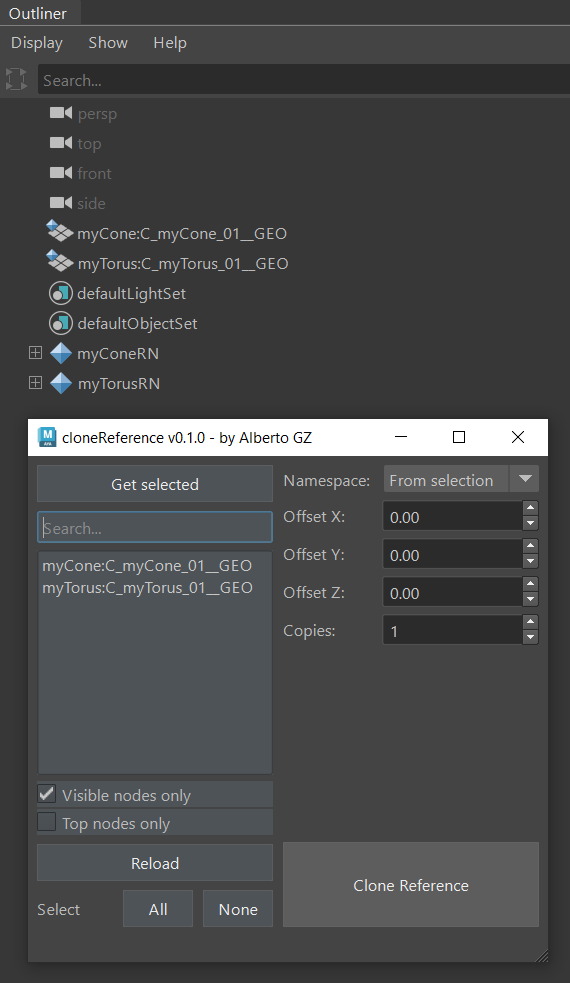 Outliner
Display Show Help
Search...
persp
top
front
side
myCone:C_myCone_01__GEO
myTorus:C_myTorus_01__GEO
defaultLightSet
defaultObjectSet
myConeRN
myTorusRN
M
cloneReference v0.1.0 - by Alberto GZ
Get selected
Search...
myCone:C_myCone_01__GEO
myTorus:C_myTorus_01__GEO
Visible nodes only
Top nodes only
Reload
Select All None
Namespace: From selection
Offset X: 0.00
Offset Y: 0.00
Offset Z: 0.00
Copies: 1
Clone Reference